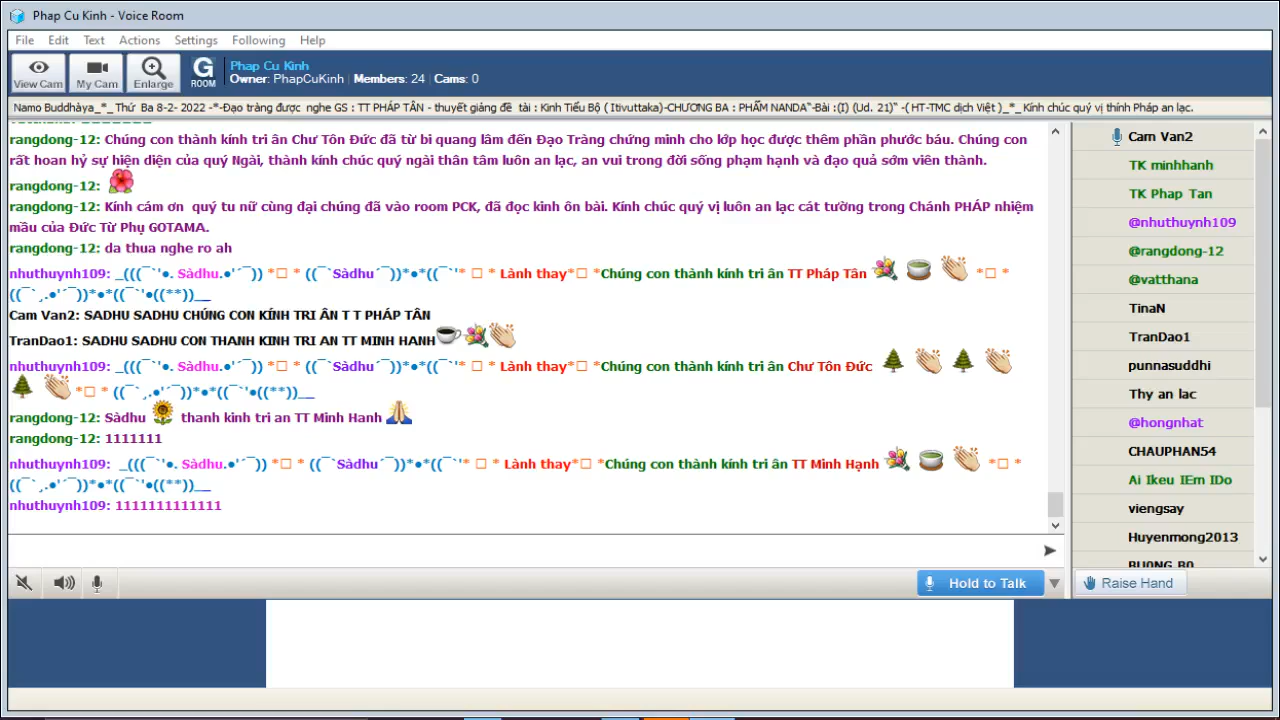 Phap Cu Kinh - Voice Room
File Edit Text Actions Settings Following Help
View Cam My Cam Enlarge G ROOM
Phap Cu Kinh
Owner: PhapCuKinh Members: 24 Cams: 0
Namo Buddhàya_*_ Thứ Ba 8-2- 2022 -*-Đạo tràng được nghe GS : TT PHÁP TÂN - thuyết giảng đề tài : Kinh Tiểu Bộ ( Itivuttaka)-CHƯƠNG BA : PHẨM NANDA"-Bài :(I) (Ud. 21)" -( HT-TMC dịch Việt )_*_ Kính chúc quý vị thính Pháp an lạc.
rangdong-12: Chúng con thành kính tri ân Chư Tôn Đức đã từ bi quang lâm đến Đạo Tràng chứng minh cho lớp học được thêm phần phước báu. Chúng con
rất hoan hỷ sự hiện diện của quý Ngài, thành kính chúc quý ngài thân tâm luôn an lạc, an vui trong đời sống phạm hạnh và đạo quả sớm viên thành.
rangdong-12:
rangdong-12: Kính cám ơn quý tu nữ cùng đại chúng đã vào room PCK, đã đọc kinh ôn bài. Kính chúc quý vị luôn an lạc cát tường trong Chánh PHÁP nhiệm
mầu của Đức Từ Phụ GOTAMA.
rangdong-12: da thua nghe ro ah
nhuthuynh109: _(((¯`'●. Sàdhu.●'´¯)) *□ * ((¯`Sàdhu´¯))*●*((¯`'* □ * Lành thay*□ *Chúng con thành kính tri ân TT Pháp Tân *□ *
((¯`¸.●'´¯))*●*((¯`'●((**))__
Cam Van2: SADHU SADHU CHÚNG CON KÍNH TRI ÂN T T PHÁP TÂN
TranDao1: SADHU SADHU CON THANH KINH TRI AN TT MINH HANH
nhuthuynh109: _(((¯`'●. Sàdhu.●'´¯)) *□ * ((¯`Sàdhu´¯))*●*((¯`'* □ * Lành thay*□ *Chúng con thành kính tri ân Chư Tôn Đức
*□ * ((¯`¸.●'´¯))*●*((¯`'●((**))__
rangdong-12: Sàdhu thanh kinh tri an TT Minh Hanh
rangdong-12: 1111111
nhuthuynh109: _(((¯`'●. Sàdhu.●'´¯)) *□ * ((¯`Sàdhu´¯))*●*((¯`'* □ * Lành thay*□ *Chúng con thành kính tri ân TT Minh Hạnh *□ *
((¯`¸.●'´¯))*●*((¯`'●((**))__
nhuthuynh109: 1111111111111
Cam Van2
TK minhhanh
TK Phap Tan
@nhuthuynh109
@rangdong-12
@vatthana
TinaN
TranDao1
punnasuddhi
Thy an lac
@hongnhat
CHAUPHAN54
Ai Ikeu IEm IDo
viengsay
Huyenmong2013
Hold to Talk
Raise Hand